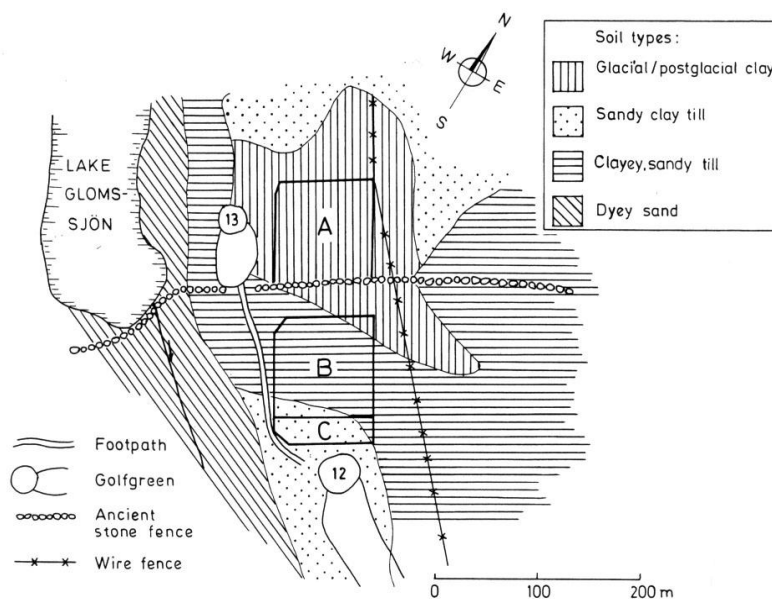 N
W
E
S
Soil types:
Glacial/postglacial clay
Sandy clay till
Clayey, sandy till
Dyey sand
LAKE
GLOMS-
SJÖN
13
A
B
C
12
Footpath
Golfgreen
Ancient
stone fence
Wire fence
0 100 200 m